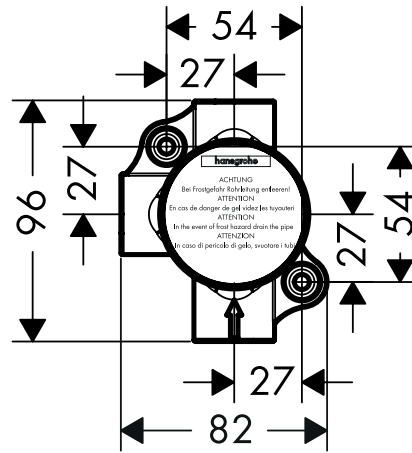 54
27
hansgrohe
ACHTUNG
Bei Frostgefahr Rohrleitung entleeren!
ATTENTION
En cas de danger de gel videz les tuyauteri
ATTENTION
In the event of frost hazard drain the pipe
ATTENZION
In caso di pericolo di gelo, svuotare i tubi
96
27
54
27
27
82